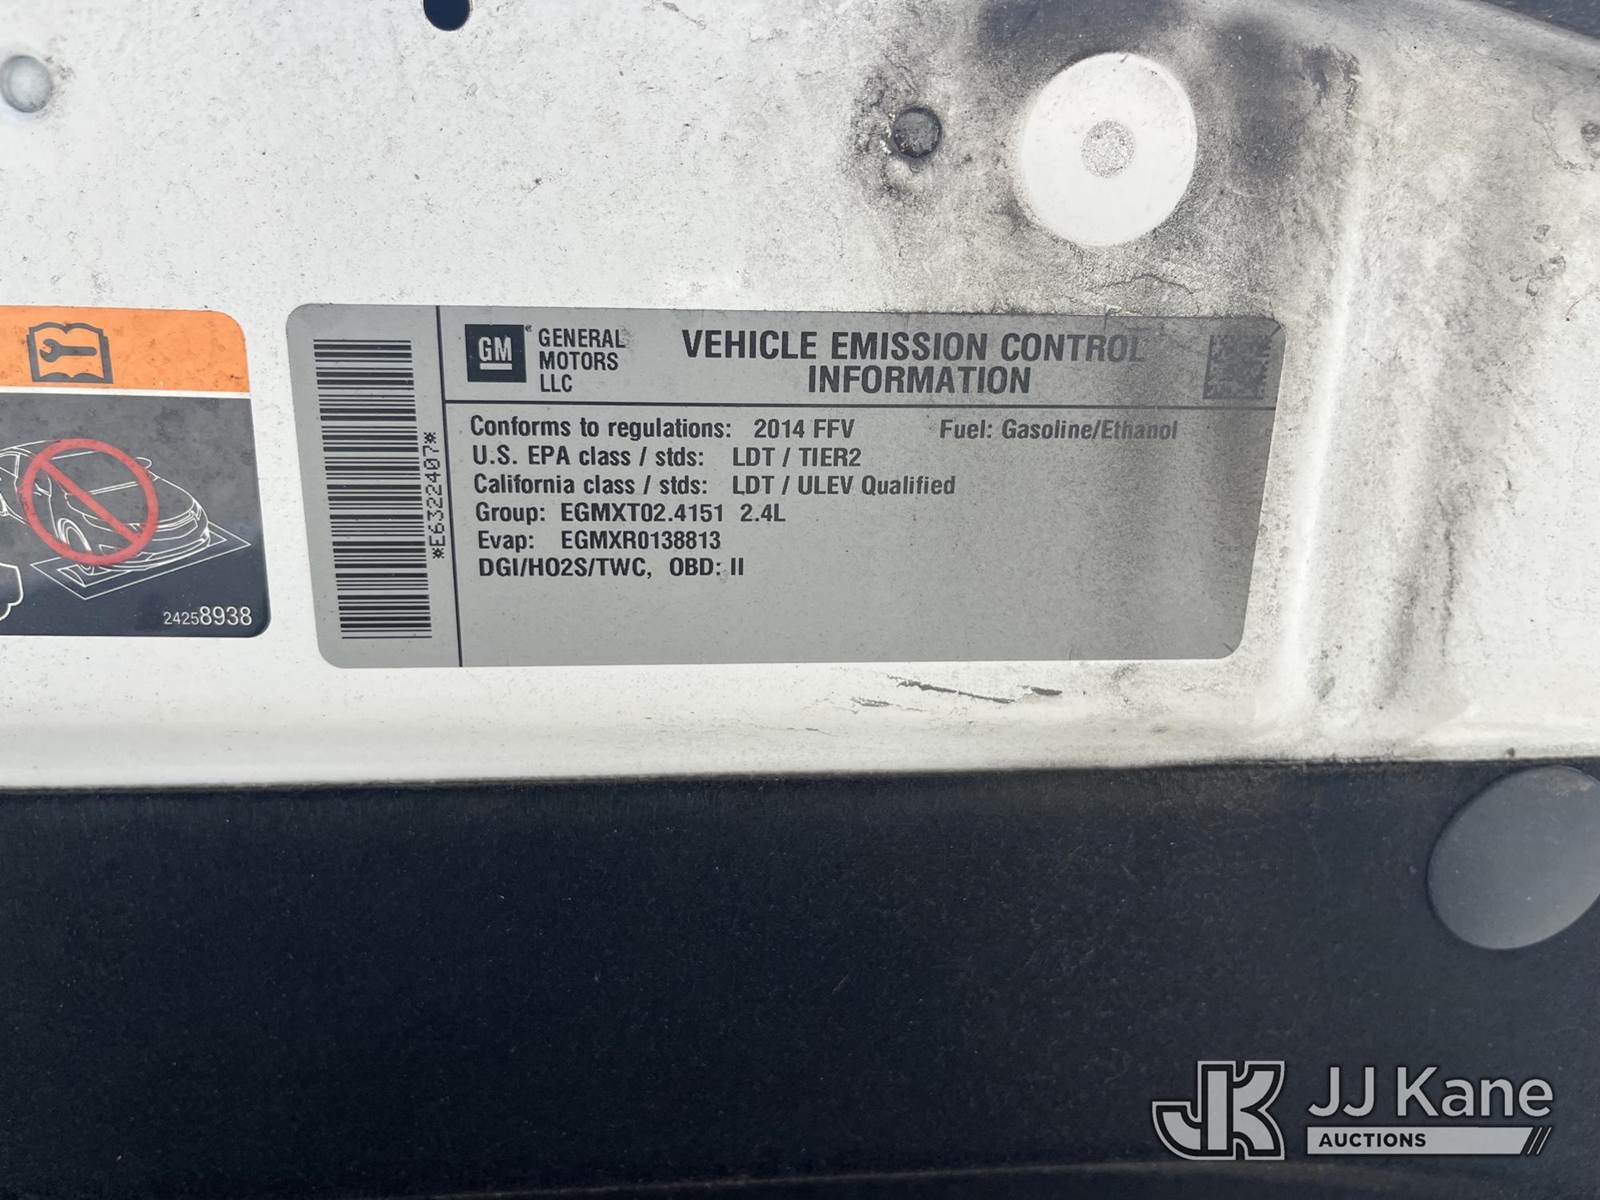 GM
GENERAL
MOTORS
LLC
VEHICLE EMISSION CONTROL
INFORMATION
Conforms to regulations: 2014 FFV Fuel: Gasoline/Ethanol
U.S. EPA class / stds: LDT / TIER2
California class / stds: LDT / ULEV Qualified
Group: EGMXT02.4151 2.4L
Evap: EGMXR0138813
DGI/HO2S/TWC, OBD: II
*E6322407*
24258938
JK
JJ Kane
AUCTIONS